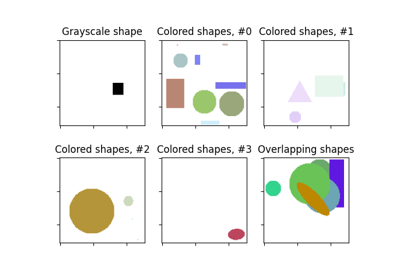 Grayscale shape
Colored shapes, #0
Colored shapes, #1
Colored shapes, #2
Colored shapes, #3
Overlapping shapes